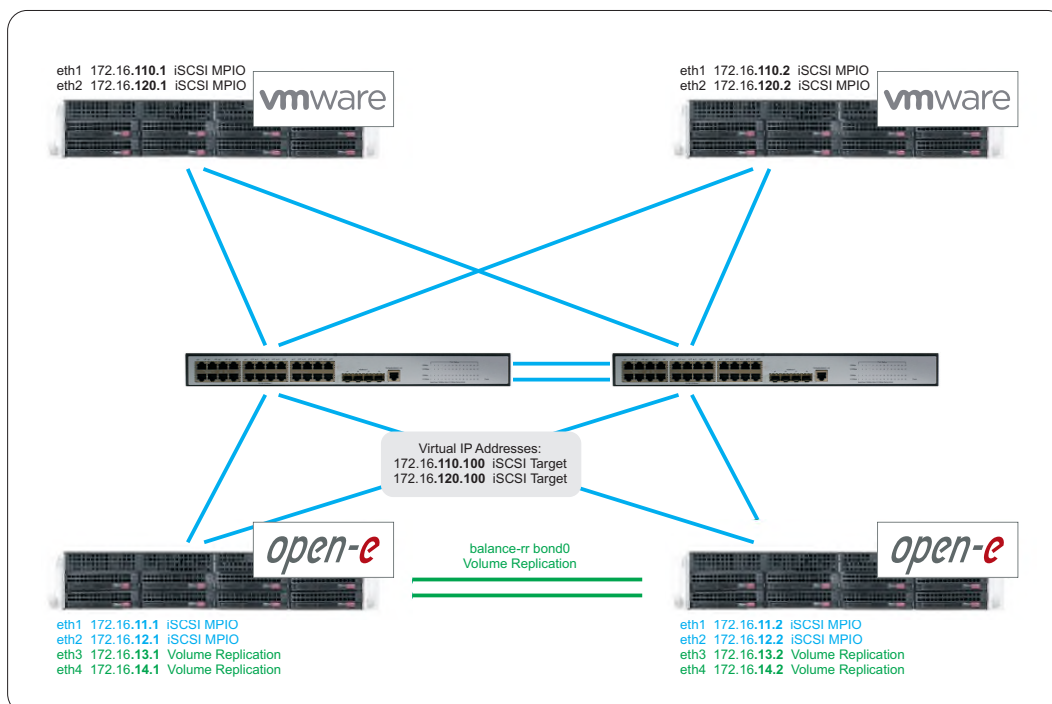 eth1 172.16.110.1 iSCSI MPIO
eth2 172.16.120.1 iSCSI MPIO
vmware
eth1 172.16.110.2 iSCSI MPIO
eth2 172.16.120.2 iSCSI MPIO
vmware
Virtual IP Addresses:
172.16.110.100 iSCSI Target
172.16.120.100 iSCSI Target
open-e
balance-rr bond0
Volume Replication
open-e
eth1 172.16.11.1 iSCSI MPIO
eth2 172.16.12.1 iSCSI MPIO
eth3 172.16.13.1 Volume Replication
eth4 172.16.14.1 Volume Replication
eth1 172.16.11.2 iSCSI MPIO
eth2 172.16.12.2 iSCSI MPIO
eth3 172.16.13.2 Volume Replication
eth4 172.16.14.2 Volume Replication